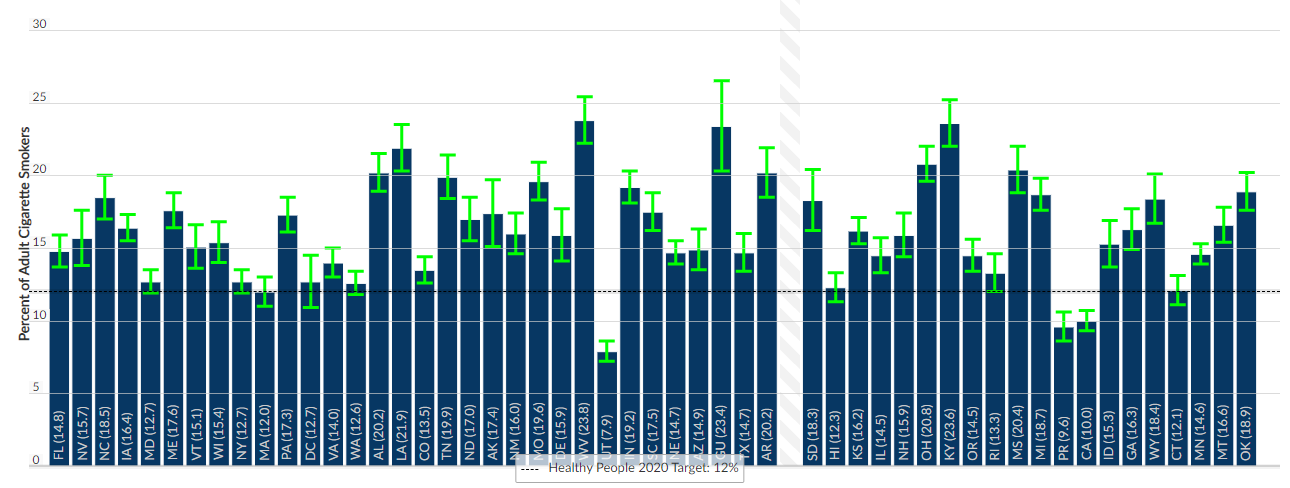 30
25
20
15
10
5
0
Percent of Adult Cigarette Smokers
FL (14.8)
NV (15.7)
NC (18.5)
IA (16.4)
MD (12.7)
ME (17.6)
VT (15.1)
WI (15.4)
NY (12.7)
MA (12.0)
PA (17.3)
DC (12.7)
VA (14.0)
WA (12.6)
AL (20.2)
LA (21.9)
CO (13.5)
TN (19.9)
ND (17.0)
AK (17.4)
NM (16.0)
MO (19.6)
DE (15.9)
WV (23.8)
UT (7.9)
IN (19.2)
SC (17.5)
NE (14.7)
AZ (14.9)
GU (23.4)
TX (14.7)
AR (20.2)
SD (18.3)
HI (12.3)
KS (16.2)
IL (14.5)
NH (15.9)
OH (20.8)
KY (23.6)
OR (14.5)
RI (13.3)
MS (20.4)
MI (18.7)
PR (9.6)
CA (10.0)
ID (15.3)
GA (16.3)
WY (18.4)
CT (12.1)
MN (14.6)
MT (16.6)
OK (18.9)
Healthy People 2020 Target: 12%